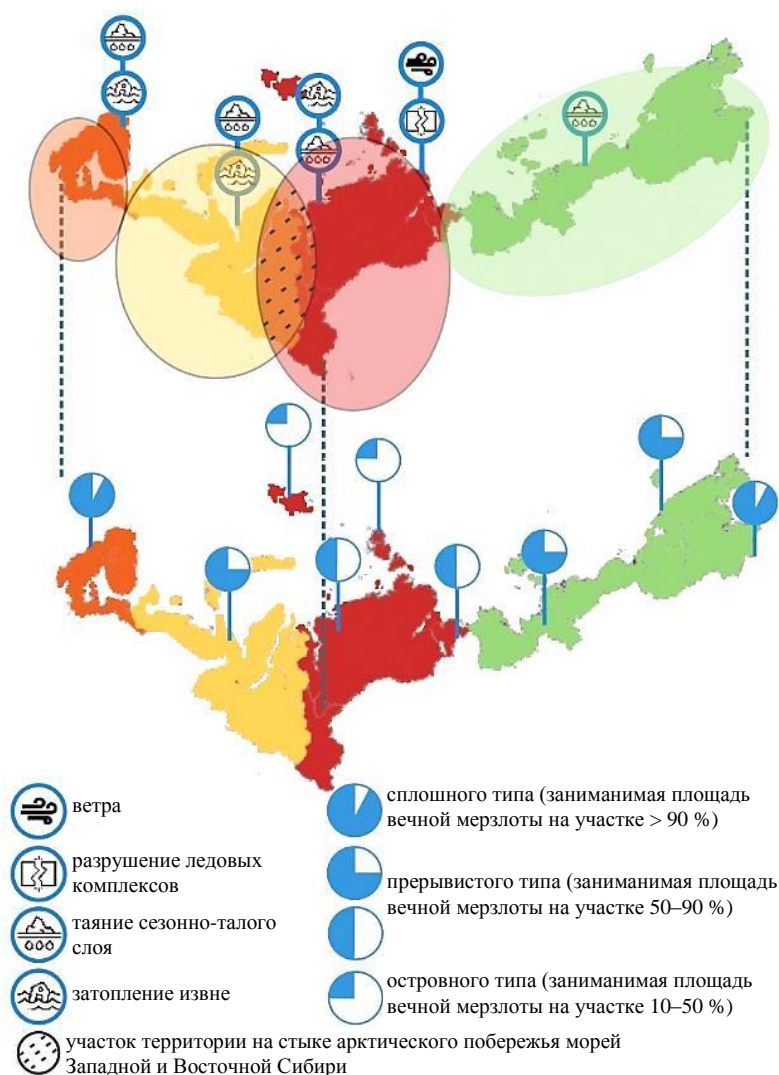 ветра
разрушение ледовых
комплексов
таяние сезонно-талого
слоя
затопление извне
сплошного типа (заниманимая площадь
вечной мерзлоты на участке > 90 %)
прерывистого типа (заниманимая площадь
вечной мерзлоты на участке 50–90 %)
островного типа (заниманимая площадь
вечной мерзлоты на участке 10–50 %)
участок территории на стыке арктического побережья морей
Западной и Восточной Сибири